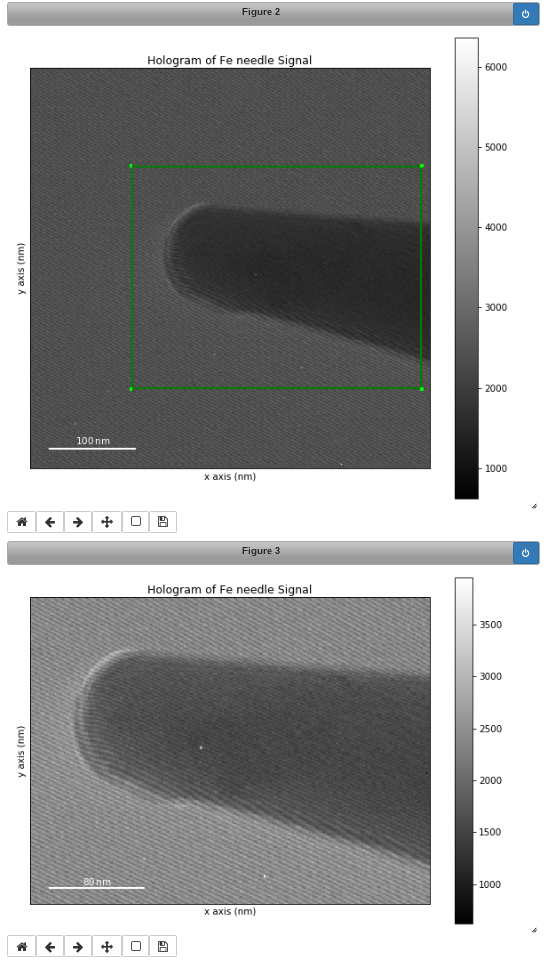 Figure 2
Hologram of Fe needle Signal
6000
5000
4000
3000
2000
1000
y axis (nm)
100 nm
x axis (nm)
Figure 3
Hologram of Fe needle Signal
3500
3000
2500
2000
1500
1000
y axis (nm)
80 nm
x axis (nm)